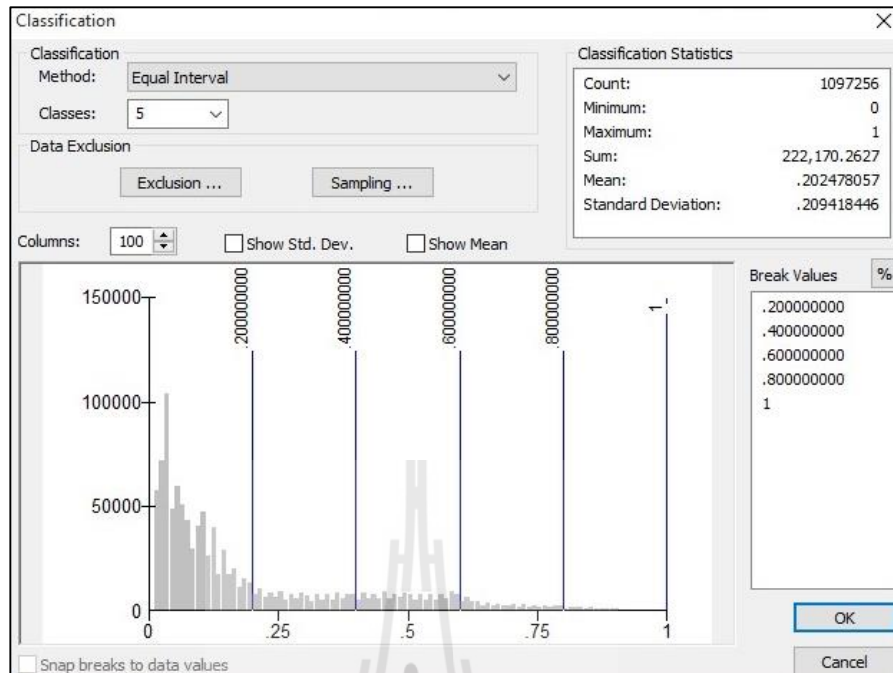 Classification
Classification
Method: Equal Interval
Classes: 5
Data Exclusion
Exclusion ...
Sampling ...
Classification Statistics
Count: 1097256
Minimum: 0
Maximum: 1
Sum: 222,170.2627
Mean: .202478057
Standard Deviation: .209418446
Columns: 100
Show Std. Dev.
Show Mean
150000
100000
50000
0
.200000000
.400000000
.600000000
.800000000
1
0
.25
.5
.75
1
Break Values
%
.200000000
.400000000
.600000000
.800000000
1
OK
Cancel
Snap breaks to data values